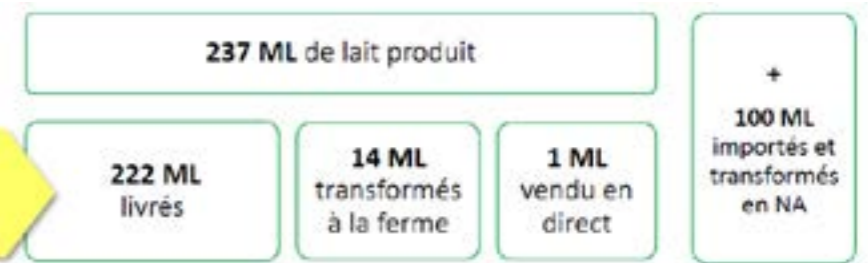 237 ML de lait produit
222 ML
livrés
14 ML
transformés
à la ferme
1 ML
vendu en
direct
+
100 ML
importés et
transformés
en NA